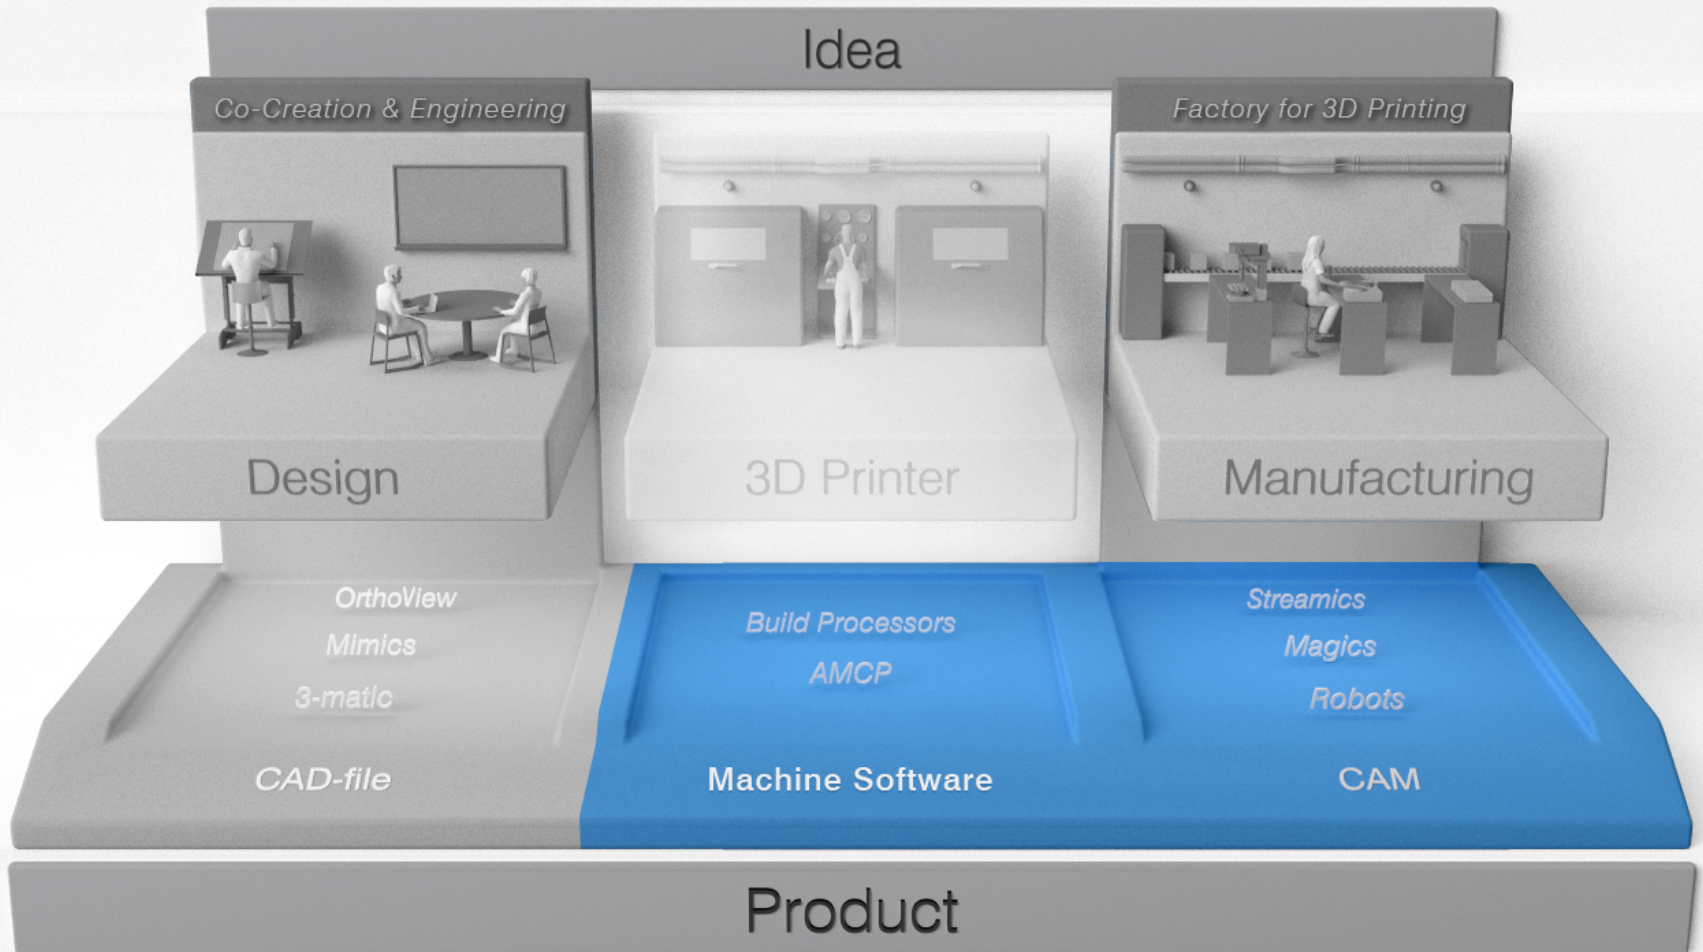 Idea
Co-Creation & Engineering
Factory for 3D Printing
Design
3D Printer
Manufacturing
OrthoView
Mimics
3-matic
CAD-file
Build Processors
AMCP
Machine Software
Streamics
Magics
Robots
CAM
Product